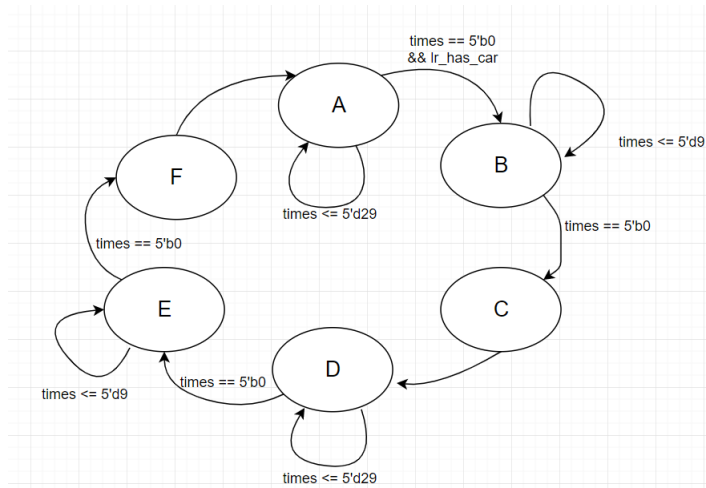 times == 5'b0
&& lr_has_car
A
B
times <= 5'd9
F
times <= 5'd29
times == 5'b0
times == 5'b0
E
C
D
times == 5'b0
times <= 5'd9
times <= 5'd29